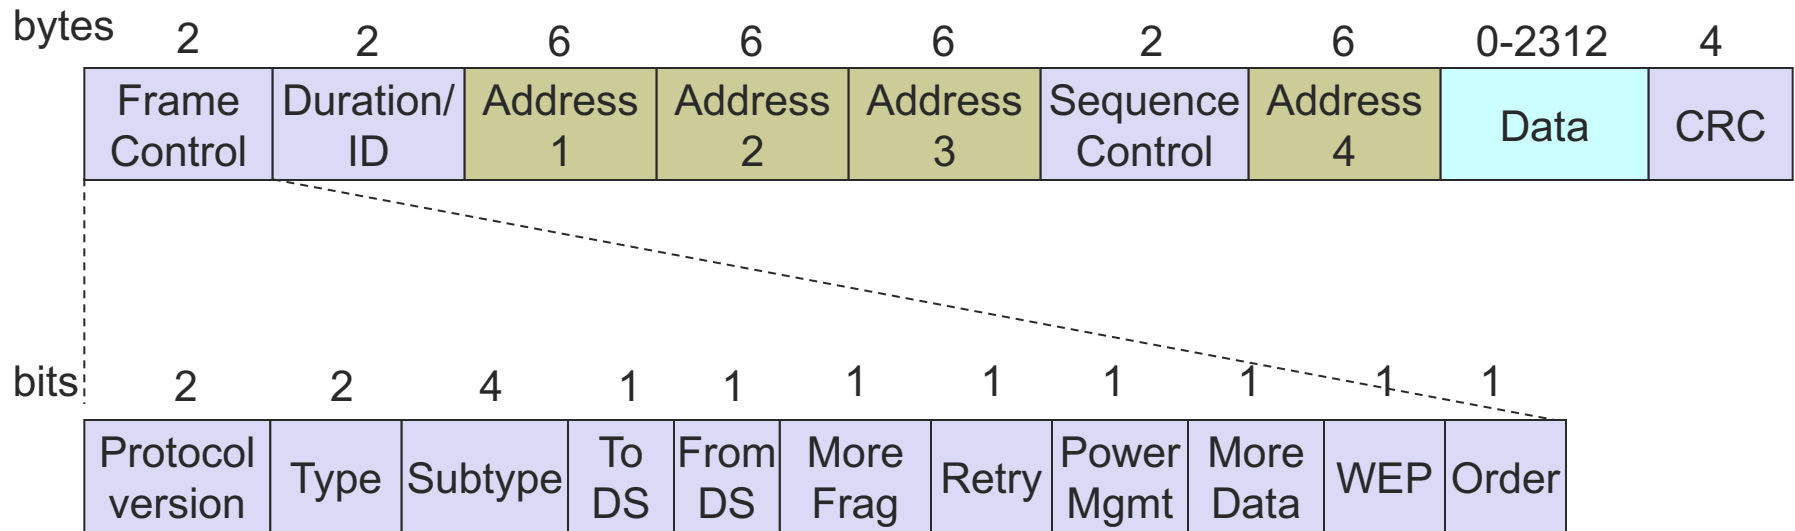 bytes 2 2 6 6 6 2 6 0-2312 4
Frame Control Duration/ ID Address 1 Address 2 Address 3 Sequence Control Address 4 Data CRC
bits 2 2 4 1 1 1 1 1 1 1 1
Protocol version Type Subtype To DS From DS More Frag Retry Power Mgmt More Data WEP Order